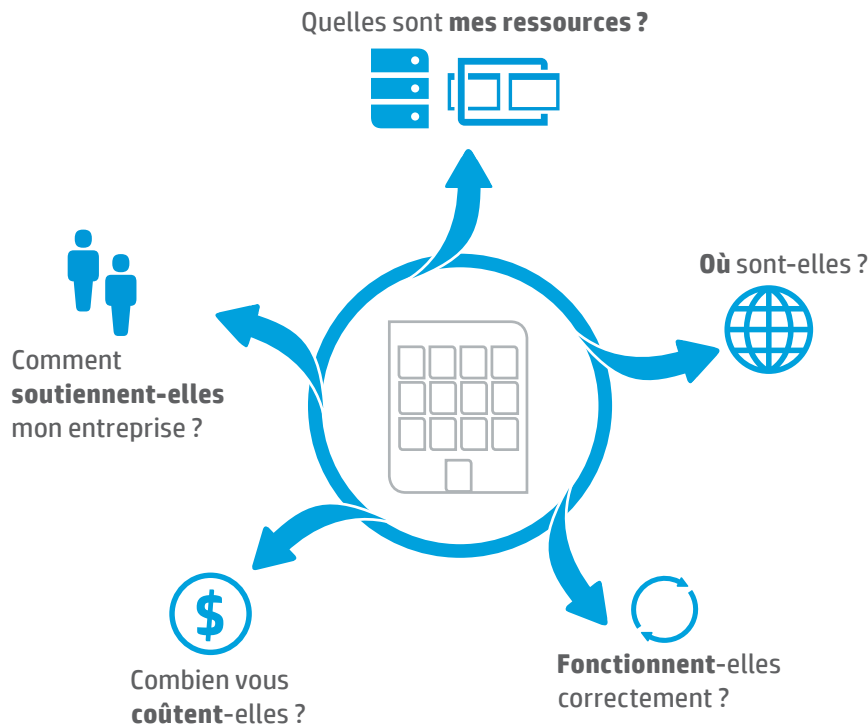 Quelles sont mes ressources ?
Où sont-elles ?
Comment
soutiennent-elles
mon entreprise ?
$
Fonctionnent-elles
correctement ?
Combien vous
coûtent-elles ?